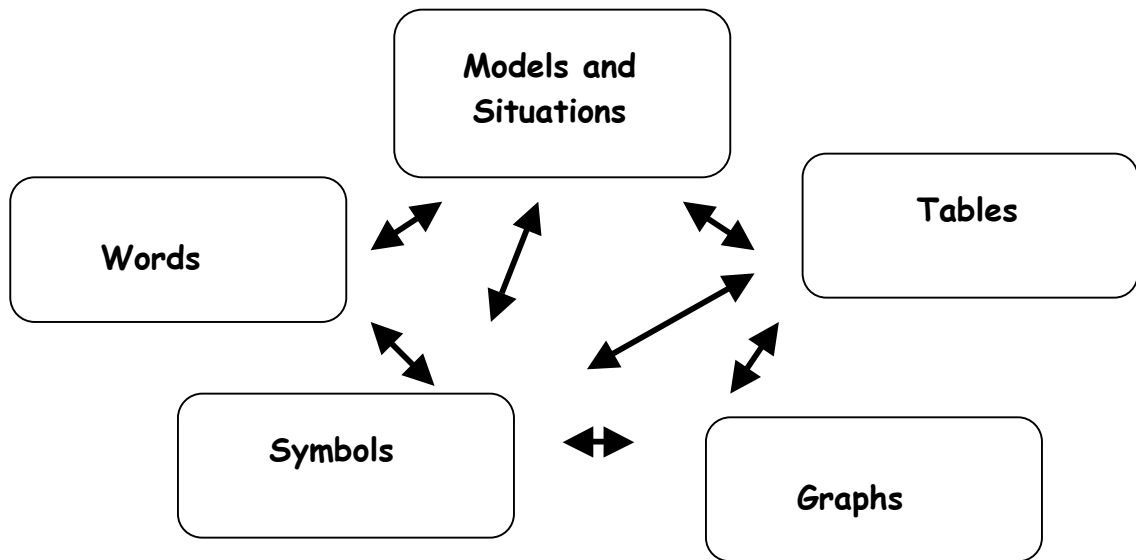 Models and
Situations
Tables
Words
Symbols
Graphs